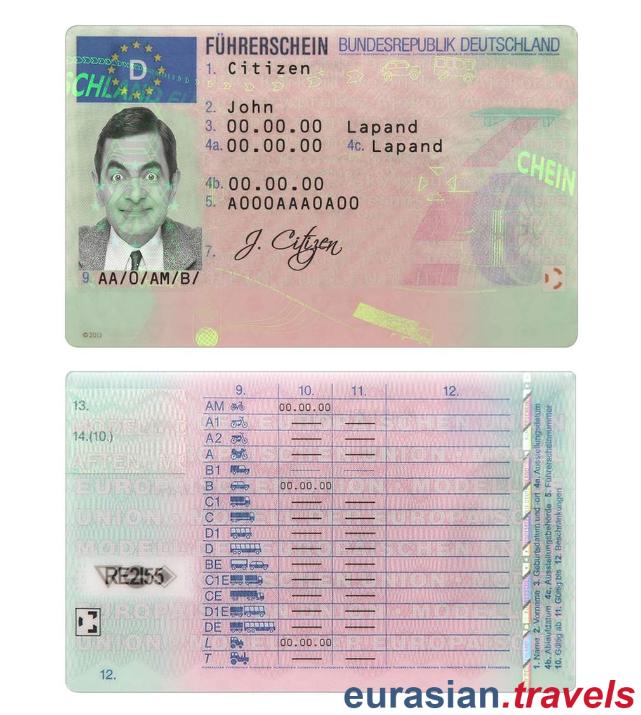 FÜHRERSCHEIN BUNDESREPUBLIK DEUTSCHLAND
D
CHLAND
1. Citizen
2. John
3. 00.00.00 Lapand
4a. 00.00.00 4c. Lapand
4b. 00.00.00
5. A000AAA0A00
CHEIN
7. J. Citizen
9. AA/O/AM/B/
©2013
9. 10. 11. 12.
13.
14.(10.)
AM 00.00.00
A1
A2
A
B1
B 00.00.00
C1
C
D1
D
BE
C1E
CE
D1E
DE
L 00.00.00
T
RE2155
12.
1. Name 2. Vorname 3. Geburtsdatum und -ort 4a. Ausstellungsdatum
4b. Ablaufdatum 4c. Ausstellungsbehörde 5. Führerscheinnummer
10. Gültig ab 11. Gültig bis 12. Beschränkungen
eurasian.travels